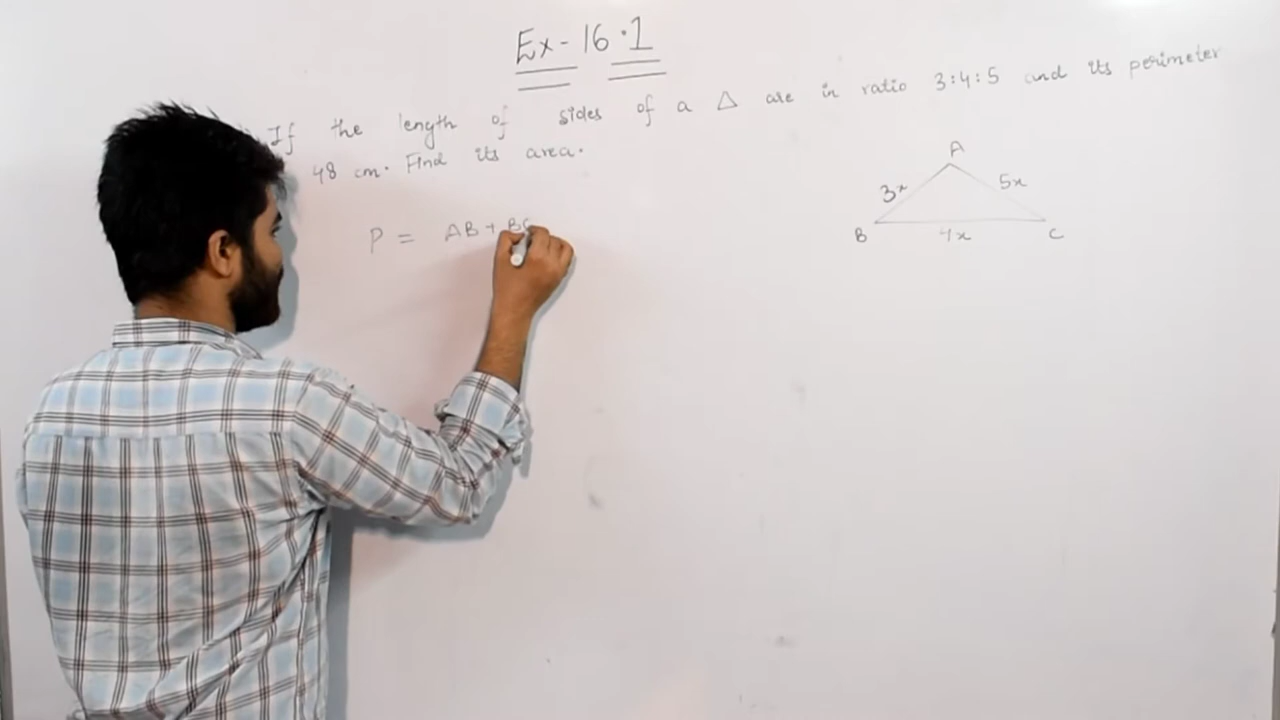 Ex-16.1
If the length of sides of a △ are in ratio 3:4:5 and its perimeter
48 cm. Find its area.
A
3x 5x
B 4x C
P = AB + BC